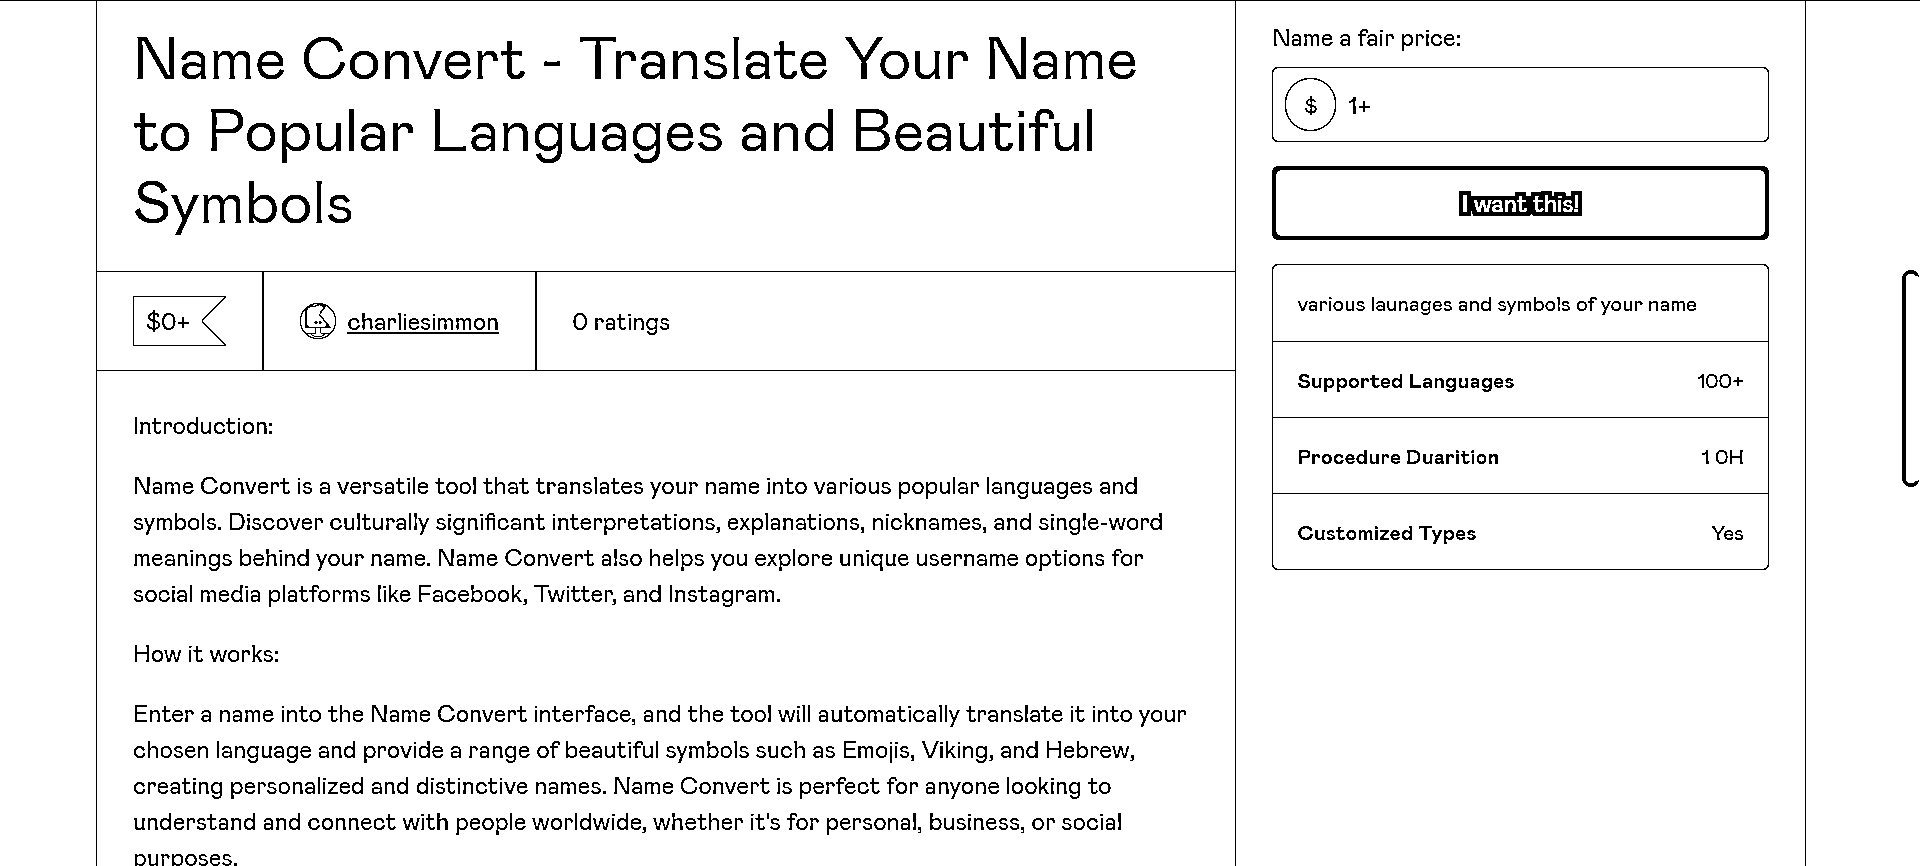 Name Convert - Translate Your Name
to Popular Languages and Beautiful
Symbols
$0+
charliesimmon
0 ratings
Introduction:
Name Convert is a versatile tool that translates your name into various popular languages and
symbols. Discover culturally significant interpretations, explanations, nicknames, and single-word
meanings behind your name. Name Convert also helps you explore unique username options for
social media platforms like Facebook, Twitter, and Instagram.
How it works:
Enter a name into the Name Convert interface, and the tool will automatically translate it into your
chosen language and provide a range of beautiful symbols such as Emojis, Viking, and Hebrew,
creating personalized and distinctive names. Name Convert is perfect for anyone looking to
understand and connect with people worldwide, whether it's for personal, business, or social
purposes.
Name a fair price:
$ 1+
I want this!
various launages and symbols of your name
Supported Languages 100+
Procedure Duarition 1 0H
Customized Types Yes